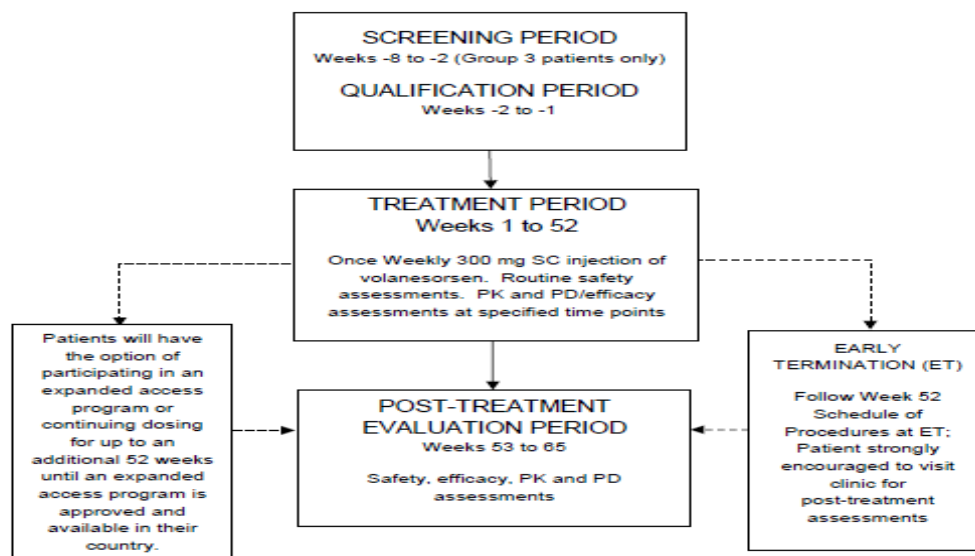 SCREENING PERIOD
Weeks -8 to -2 (Group 3 patients only)
QUALIFICATION PERIOD
Weeks -2 to -1
TREATMENT PERIOD
Weeks 1 to 52
Once Weekly 300 mg SC injection of
volanesorsen. Routine safety
assessments. PK and PD/efficacy
assessments at specified time points
Patients will have
the option of
participating in an
expanded access
program or
continuing dosing
for up to an
additional 52 weeks
until an expanded
access program is
approved and
available in their
country.
POST-TREATMENT
EVALUATION PERIOD
Weeks 53 to 65
Safety, efficacy, PK and PD
assessments
EARLY
TERMINATION (ET)
Follow Week 52
Schedule of
Procedures at ET;
Patient strongly
encouraged to visit
clinic for
post-treatment
assessments